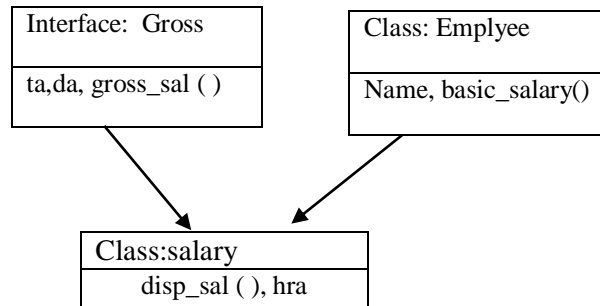 Interface:  Gross
ta,da, gross_sal ( )
Class: Emplyee
Name, basic_salary()
Class:salary
disp_sal ( ), hra